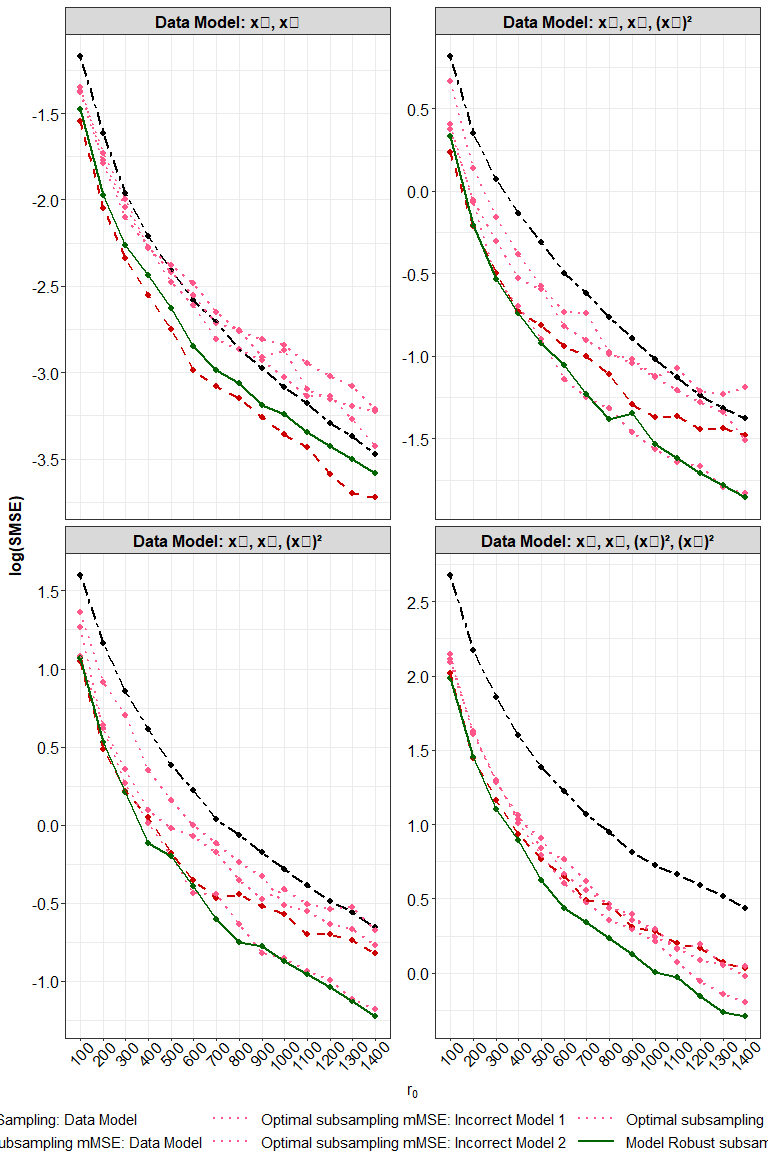 Data Model: x▯, x▯
Data Model: x▯, x▯, (x▯)²
-1.5
-2.0
-2.5
-3.0
-3.5
0.5
0.0
-0.5
-1.0
-1.5
log(SMSE)
Data Model: x▯, x▯, (x▯)²
Data Model: x▯, x▯, (x▯)², (x▯)²
1.5
1.0
0.5
0.0
-0.5
-1.0
2.5
2.0
1.5
1.0
0.5
0.0
100 200 300 400 500 600 700 800 900 1000 1100 1200 1300 1400
100 200 300 400 500 600 700 800 900 1000 1100 1200 1300 1400
r₀
Sampling: Data Model
Optimal subsampling mMSE: Incorrect Model 1
Optimal subsampling
ubsampling mMSE: Data Model
Optimal subsampling mMSE: Incorrect Model 2
Model Robust subsam